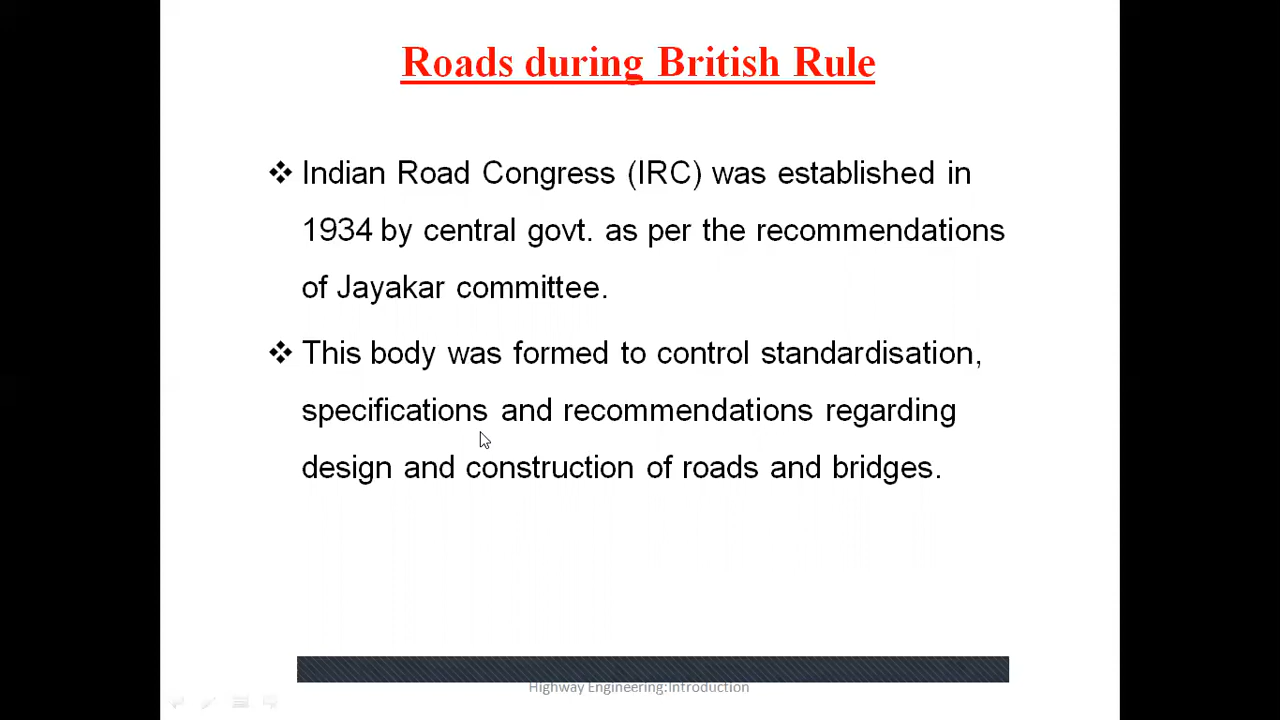 Roads during British Rule
❖ Indian Road Congress (IRC) was established in
1934 by central govt. as per the recommendations
of Jayakar committee.
❖ This body was formed to control standardisation,
specifications and recommendations regarding
design and construction of roads and bridges.
Highway Engineering:Introduction